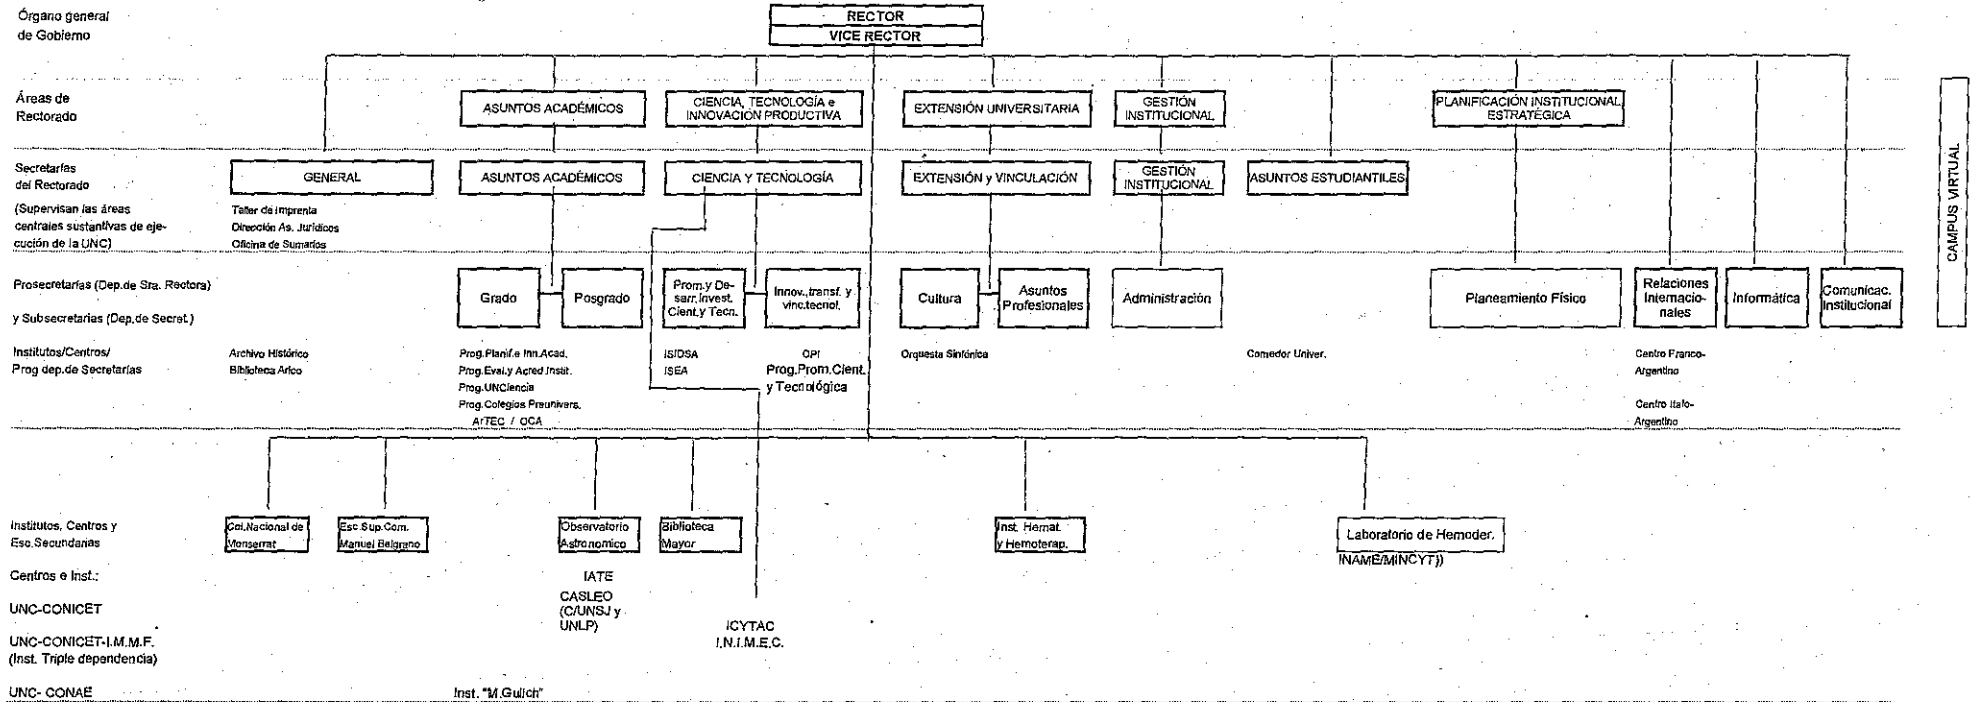 Órgano general
de Gobierno
RECTOR
VICE RECTOR
Áreas de
Rectorado
ASUNTOS ACADÉMICOS
CIENCIA, TECNOLOGÍA e
INNOVACIÓN PRODUCTIVA
EXTENSIÓN UNIVERSITARIA
GESTIÓN
INSTITUCIONAL
PLANIFICACIÓN INSTITUCIONAL
ESTRATÉGICA
Secretarías
del Rectorado
(Supervisan las áreas
centrales sustantivas de eje-
cución de la UNC)
GENERAL
ASUNTOS ACADÉMICOS
CIENCIA Y TECNOLOGÍA
EXTENSIÓN y VINCULACIÓN
GESTIÓN
INSTITUCIONAL
ASUNTOS ESTUDIANTILES
Taller de Imprenta
Dirección As. Jurídicos
Oficina de Sumarios
CAMPUS VIRTUAL
Prosecretarías (Dep.de Sra. Rectora)
y Subsecretarías (Dep.de Secret.)
Grado
Posgrado
Prom.y De-
sarr.Invest.
Cient.y Tecn.
Innov.,transf. y
vinc.tecnol.
Cultura
Asuntos
Profesionales
Administración
Planeamiento Físico
Relaciones
Internacio-
nales
Informática
Comunicac.
Institucional
Institutos/Centros/
Prog dep.de Secretarías
Archivo Histórico
Biblioteca Arico
Prog.Planif.e Inn.Acad.
Prog.Eval.y Acred Instit.
Prog.UNCiencia
Prog.Colegios Preunivers.
ArTEC / OCA
ISIDSA
ISEA
OPI
Prog.Prom.Cient.
y Tecnológica
Orquesta Sinfónica
Comedor Univer.
Centro Franco-
Argentino
Centro Italo-
Argentino
Institutos, Centros y
Esc.Secundarias
Col.Nacional de
Monserrat
Esc.Sup.Com.
Manuel Belgrano
Observatorio
Astronomico
Biblioteca
Mayor
Inst. Hemat.
y Hemoterap.
Laboratorio de Hemoder.
INAME/MINCYT))
Centros e Inst.:
UNC-CONICET
UNC-CONICET-I.M.M.F.
(Inst. Triple dependencia)
UNC- CONAE
IATE
CASLEO
(C/UNSJ y
UNLP)
ICYTAC
I.N.I.M.E.C.
Inst. "M.Gulich"